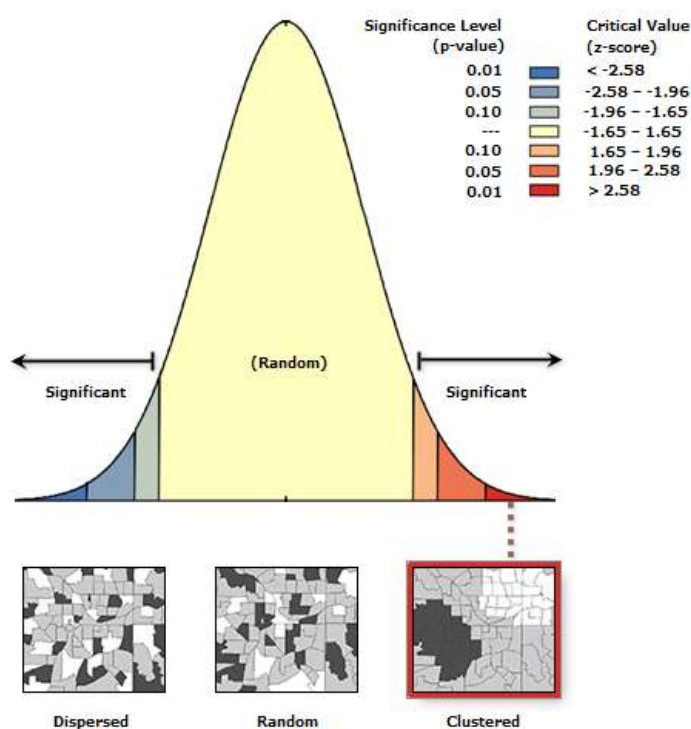 Significance Level Critical Value
(p-value) (z-score)
0.01 < -2.58
0.05 -2.58 – -1.96
0.10 -1.96 – -1.65
--- -1.65 – 1.65
0.10 1.65 – 1.96
0.05 1.96 – 2.58
0.01 > 2.58
(Random)
Significant Significant
Dispersed Random Clustered